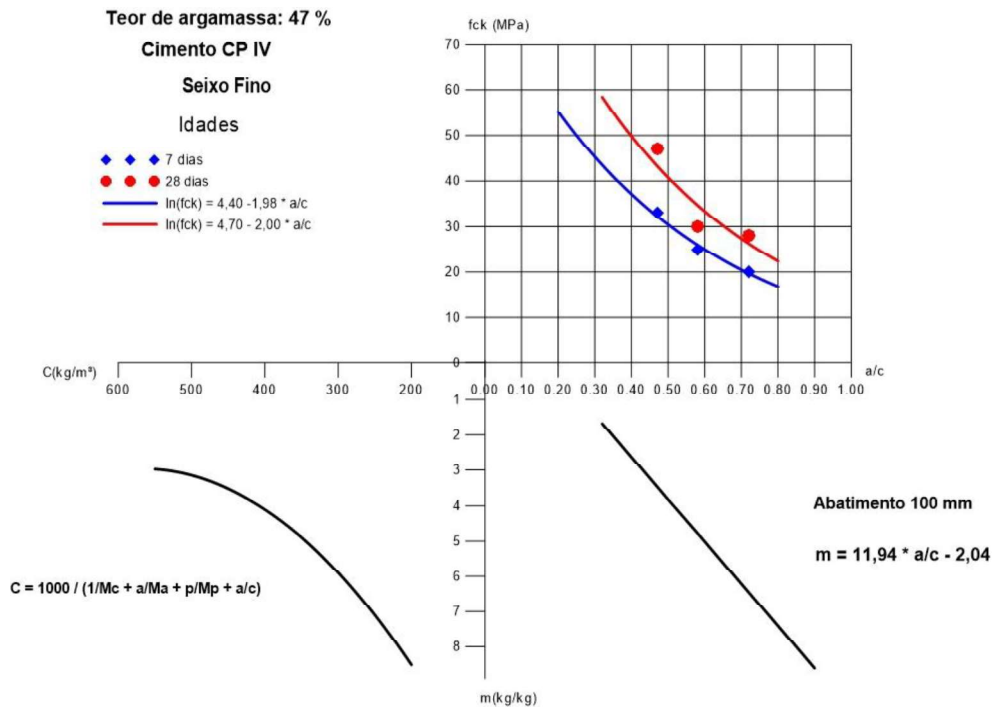 Teor de argamassa: 47 %
Cimento CP IV
Seixo Fino
Idades
7 dias
28 dias
ln(fck) = 4,40 -1,98 * a/c
ln(fck) = 4,70 - 2,00 * a/c
fck (MPa)
70
60
50
40
30
20
10
0
C(kg/m³)
a/c
600 500 400 300 200 0.00 0.20 0.30 0.40 0.50 0.60 0.70 0.80 0.90 1.00
1
2
3
4
5
6
7
8
m(kg/kg)
Abatimento 100 mm
m = 11,94 * a/c - 2,04
C = 1000 / (1/Mc + a/Ma + p/Mp + a/c)